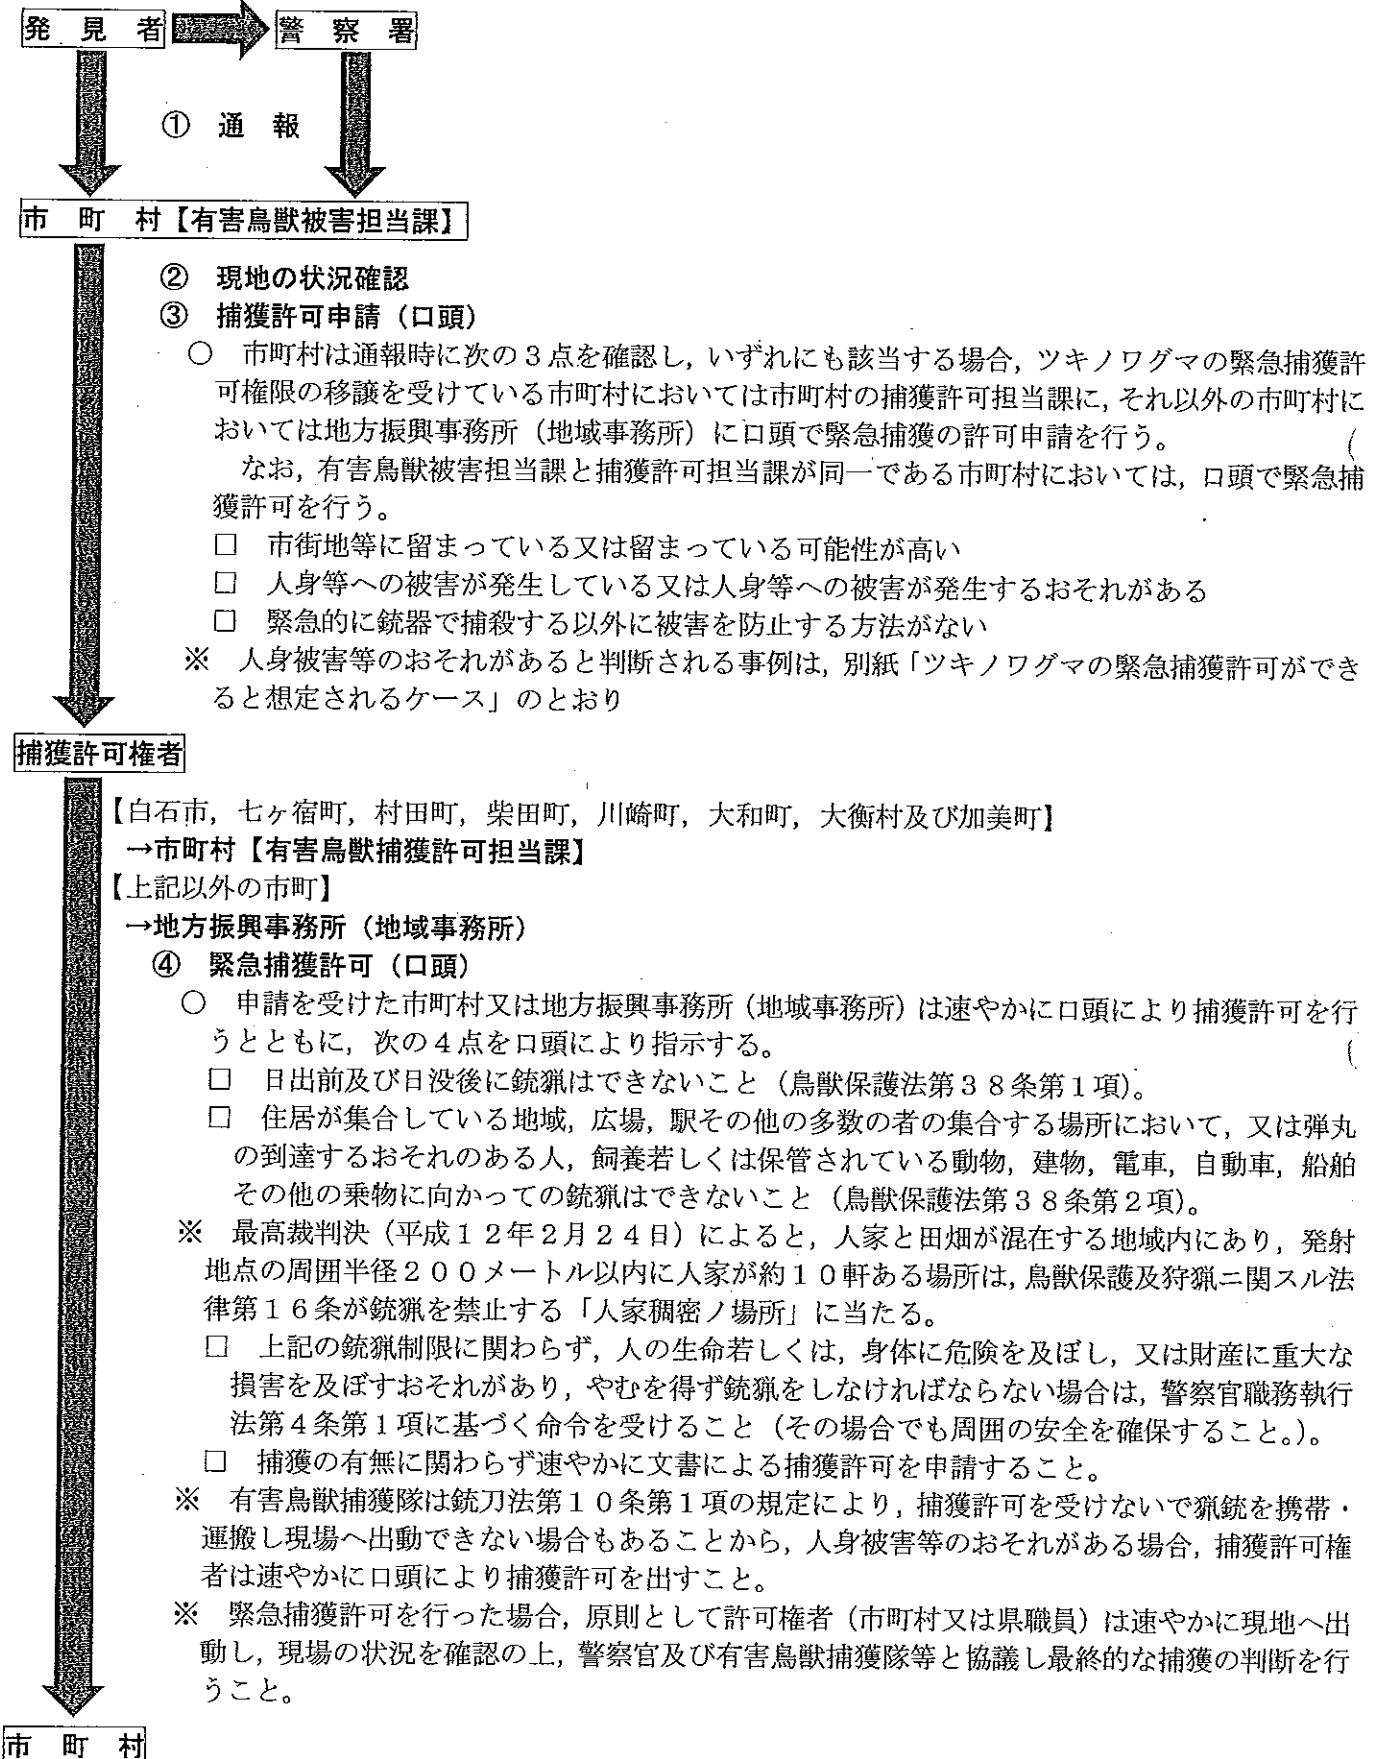 発見者 警察署
① 通報
市町村【有害鳥獣被害担当課】
② 現地の状況確認
③ 捕獲許可申請（口頭）
○ 市町村は通報時に次の3点を確認し，いずれにも該当する場合，ツキノワグマの緊急捕獲許
可権限の移譲を受けている市町村においては市町村の捕獲許可担当課に，それ以外の市町村に
おいては地方振興事務所（地域事務所）に口頭で緊急捕獲の許可申請を行う。
なお，有害鳥獣被害担当課と捕獲許可担当課が同一である市町村においては，口頭で緊急捕
獲許可を行う。
□ 市街地等に留まっている又は留まっている可能性が高い
□ 人身等への被害が発生している又は人身等への被害が発生するおそれがある
□ 緊急的に銃器で捕殺する以外に被害を防止する方法がない
※ 人身被害等のおそれがあると判断される事例は，別紙「ツキノワグマの緊急捕獲許可ができ
ると想定されるケース」のとおり
捕獲許可権者
【白石市，七ヶ宿町，村田町，柴田町，川崎町，大和町，大衡村及び加美町】
→市町村【有害鳥獣捕獲許可担当課】
【上記以外の市町】
→地方振興事務所（地域事務所）
④ 緊急捕獲許可（口頭）
○ 申請を受けた市町村又は地方振興事務所（地域事務所）は速やかに口頭により捕獲許可を行
うとともに，次の4点を口頭により指示する。
□ 日出前及び日没後に銃猟はできないこと（鳥獣保護法第38条第1項）。
□ 住居が集合している地域，広場，駅その他の多数の者の集合する場所において，又は弾丸
の到達するおそれのある人，飼養若しくは保管されている動物，建物，電車，自動車，船舶
その他の乗物に向かっての銃猟はできないこと（鳥獣保護法第38条第2項）。
※ 最高裁判決（平成12年2月24日）によると，人家と田畑が混在する地域内にあり，発射
地点の周囲半径200メートル以内に人家が約10軒ある場所は，鳥獣保護及狩猟ニ関スル法
律第16条が銃猟を禁止する「人家稠密ノ場所」に当たる。
□ 上記の銃猟制限に関わらず，人の生命若しくは，身体に危険を及ぼし，又は財産に重大な
損害を及ぼすおそれがあり，やむを得ず銃猟をしなければならない場合は，警察官職務執行
法第4条第1項に基づく命令を受けること（その場合でも周囲の安全を確保すること。）。
□ 捕獲の有無に関わらず速やかに文書による捕獲許可を申請すること。
※ 有害鳥獣捕獲隊は銃刀法第10条第1項の規定により，捕獲許可を受けないで猟銃を携帯・
運搬し現場へ出動できない場合もあることから，人身被害等のおそれがある場合，捕獲許可権
者は速やかに口頭により捕獲許可を出すこと。
※ 緊急捕獲許可を行った場合，原則として許可権者（市町村又は県職員）は速やかに現地へ出
動し，現場の状況を確認の上，警察官及び有害鳥獣捕獲隊等と協議し最終的な捕獲の判断を行
うこと。
市町村